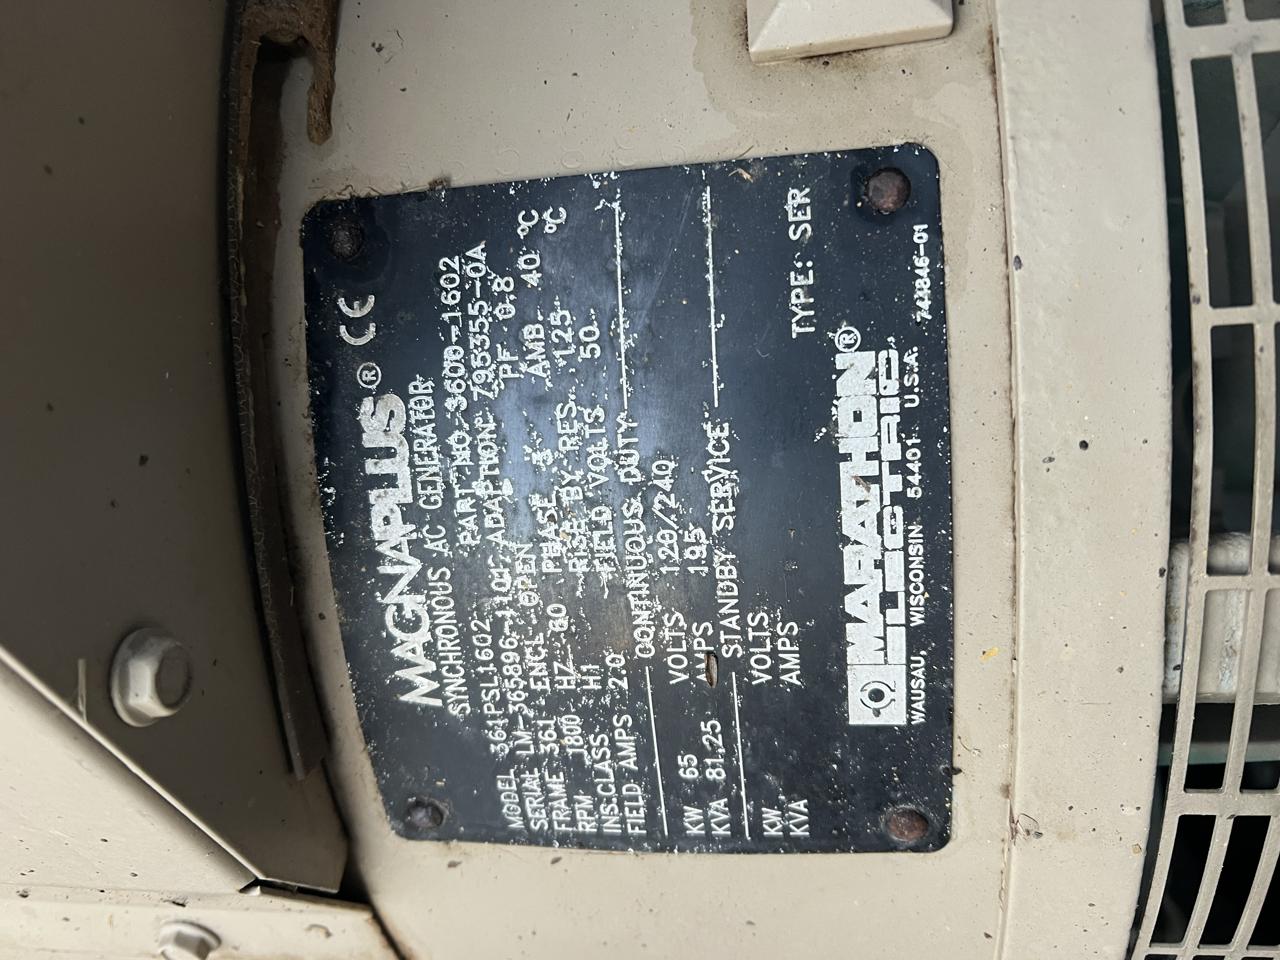 CE
MAGNAPLUS®
SYNCHRONOUS AC GENERATOR
PART NO. 3600-1602
MODEL 361PSL1602 ADAPTION 795355-0A
SERIAL LM-365896-1101 PF 0.8
FRAME 361 ENCL OPEN AMB 40 °C
RPM 1800 HZ 60 PHASE 3 RISE BY RES. 125 °C
INS.CLASS H1 FIELD VOLTS 50
FIELD AMPS 2.0
CONTINUOUS DUTY
KW 65 VOLTS 120/240
KVA 81.25 AMPS 195
STANDBY SERVICE
KW VOLTS
KVA AMPS
TYPE: SER
MARATHON®
ELECTRIC
WAUSAU, WISCONSIN 54401 U.S.A. 741846-01